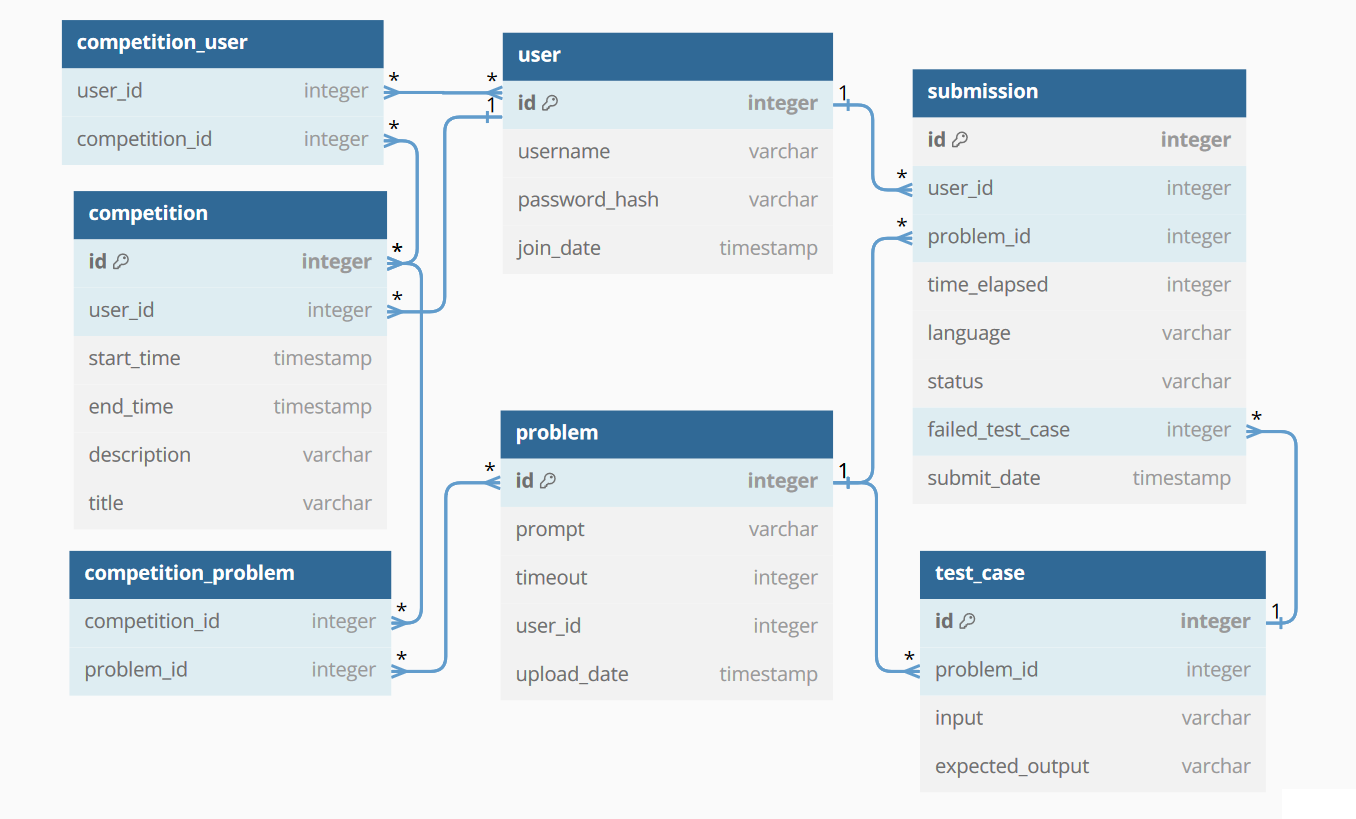 competition_user
user_id integer
competition_id integer
competition
id integer
user_id integer
start_time timestamp
end_time timestamp
description varchar
title varchar
competition_problem
competition_id integer
problem_id integer
* * 1
*
*
*
*
*
user
id integer
username varchar
password_hash varchar
join_date timestamp
problem
* id integer 1
prompt varchar
timeout integer
user_id integer
upload_date timestamp
1
*
*
submission
id integer
user_id integer
problem_id integer
time_elapsed integer
language varchar
status varchar
failed_test_case integer *
submit_date timestamp
test_case
id integer 1
* problem_id integer
input varchar
expected_output varchar